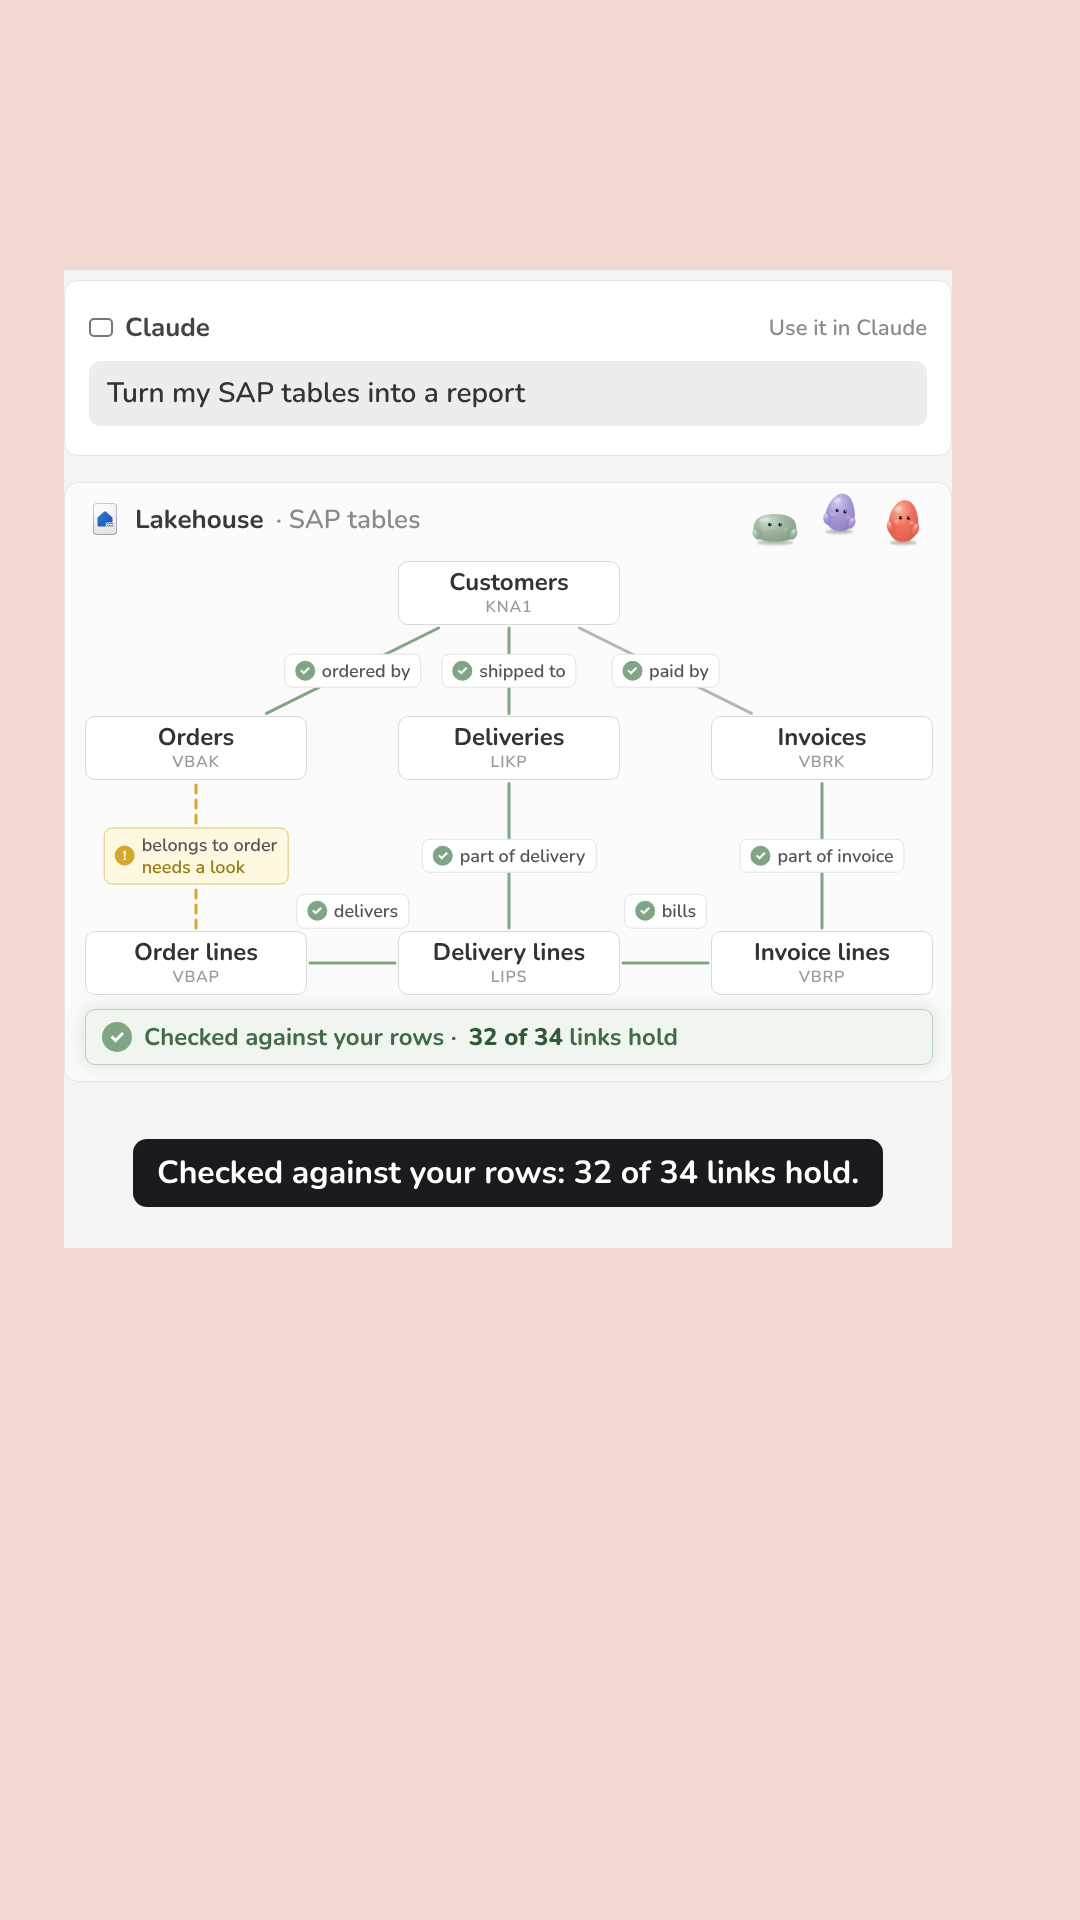 Claude
Use it in Claude
Turn my SAP tables into a report
Lakehouse · SAP tables
Customers
KNA1
ordered by
shipped to
paid by
Orders
VBAK
Deliveries
LIKP
Invoices
VBRK
belongs to order
needs a look
part of delivery
part of invoice
delivers
bills
Order lines
VBAP
Delivery lines
LIPS
Invoice lines
VBRP
Checked against your rows · 32 of 34 links hold
Checked against your rows: 32 of 34 links hold.